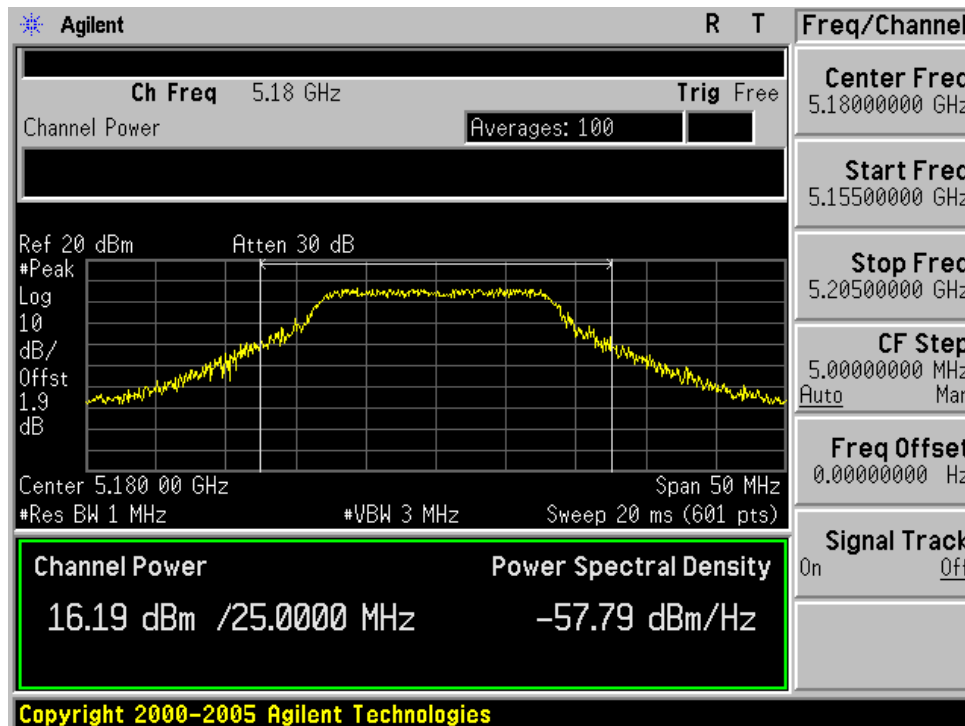 Agilent R T
Ch Freq 5.18 GHz Trig Free
Channel Power Averages: 100
Ref 20 dBm Atten 30 dB
#Peak
Log
10
dB/
Offst
1.9
dB
Center 5.180 00 GHz Span 50 MHz
#Res BW 1 MHz #VBW 3 MHz Sweep 20 ms (601 pts)
Channel Power Power Spectral Density
16.19 dBm /25.0000 MHz -57.79 dBm/Hz
Copyright 2000-2005 Agilent Technologies
Freq/Channel
Center Freq
5.18000000 GHz
Start Freq
5.15500000 GHz
Stop Freq
5.20500000 GHz
CF Step
5.00000000 MHz
Auto Man
Freq Offset
0.00000000 Hz
Signal Track
On Off